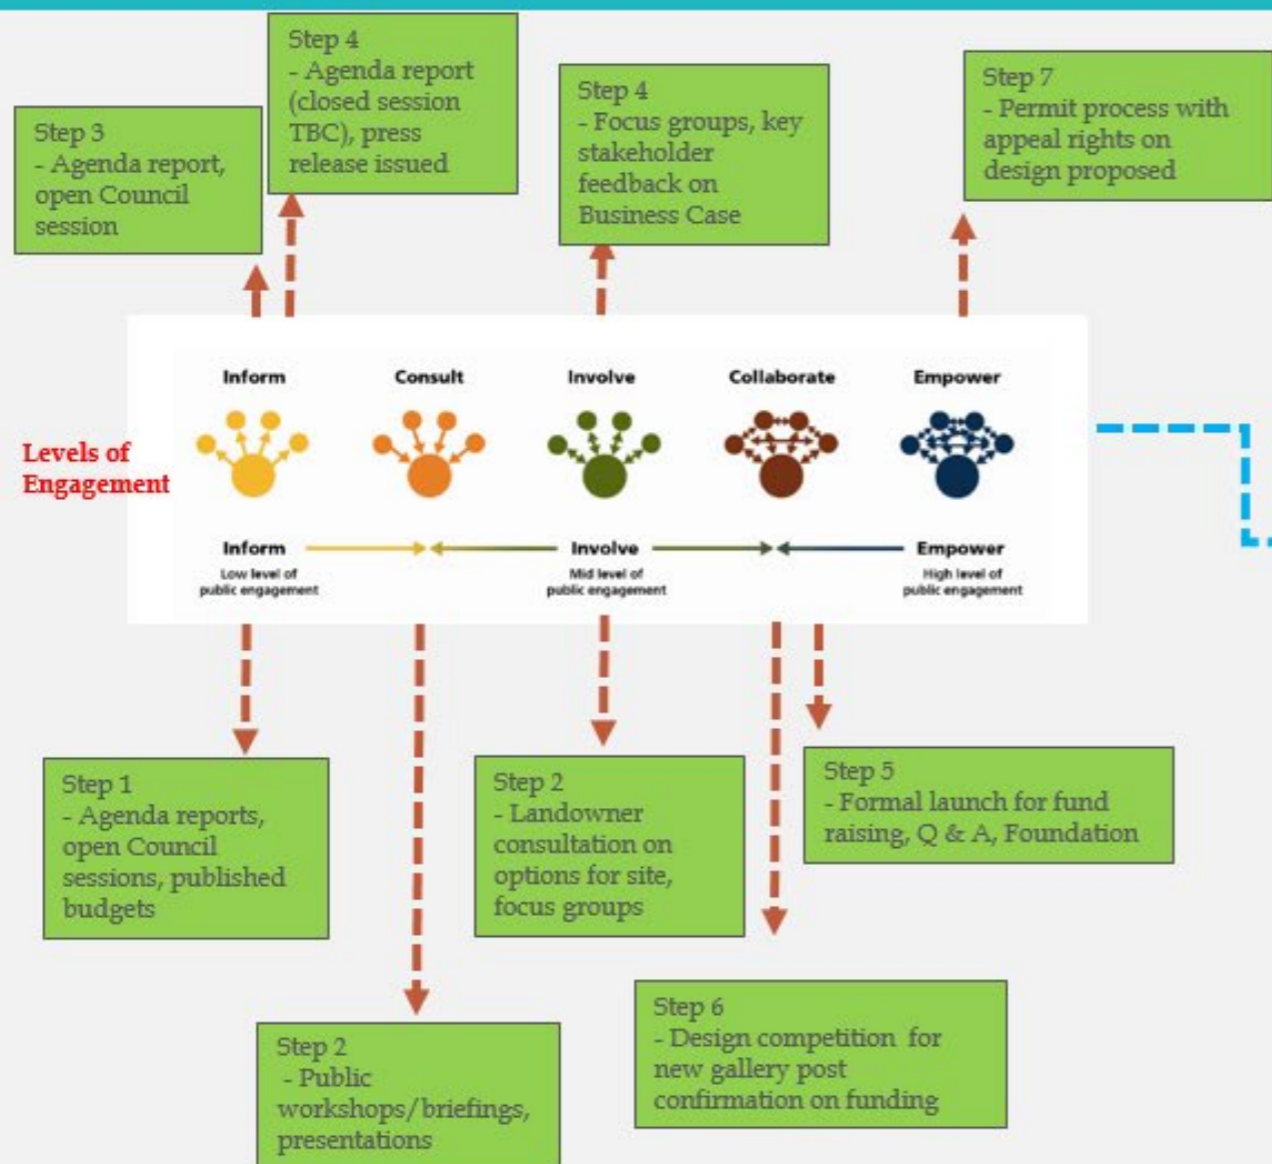 Step 4
- Agenda report
(closed session
TBC), press
release issued
Step 3
- Agenda report,
open Council
session
Step 4
- Focus groups, key
stakeholder
feedback on
Business Case
Step 7
- Permit process with
appeal rights on
design proposed
Levels of
Engagement
Inform
Consult
Involve
Collaborate
Empower
Inform
Low level of
public engagement
Involve
Mid level of
public engagement
Empower
High level of
public engagement
Step 1
- Agenda reports,
open Council
sessions, published
budgets
Step 2
- Landowner
consultation on
options for site,
focus groups
Step 5
- Formal launch for fund
raising, Q & A, Foundation
Step 2
- Public
workshops/briefings,
presentations
Step 6
- Design competition for
new gallery post
confirmation on funding